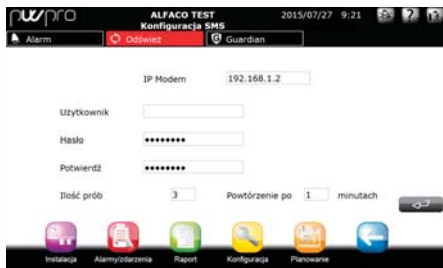 pWpro ALFACO TEST 2015/07/27 9:21
Konfiguracja SMS
Alarm Odśwież Guardian
IP Modem 192.168.1.2
Użytkownik
Hasło ••••••••
Potwierdź ••••••••
Ilość prób 3 Powtórzenie po 1 minutach
Instalacja Alarmy/zdarzenia Raport Konfiguracja Planowanie